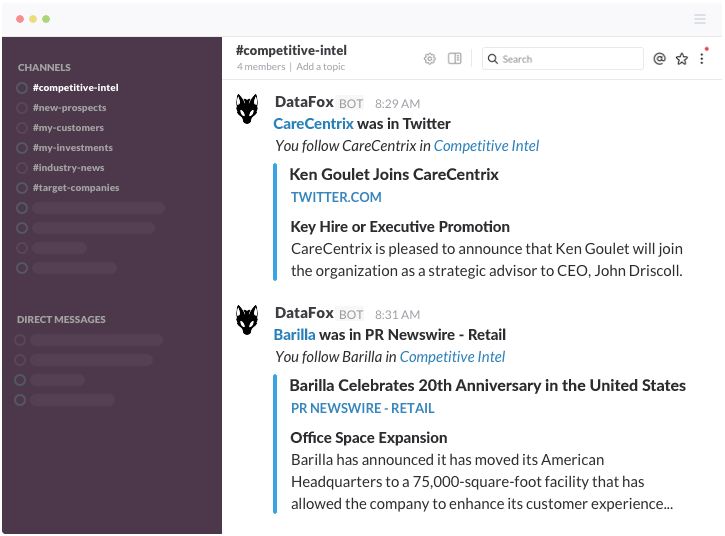 CHANNELS
#competitive-intel
#new-prospects
#my-customers
#my-investments
#industry-news
#target-companies
DIRECT MESSAGES
#competitive-intel
4 members | Add a topic
Search
DataFox BOT 8:29 AM
CareCentrix was in Twitter
You follow CareCentrix in Competitive Intel
Ken Goulet Joins CareCentrix
TWITTER.COM
Key Hire or Executive Promotion
CareCentrix is pleased to announce that Ken Goulet will join
the organization as a strategic advisor to CEO, John Driscoll.
DataFox BOT 8:31 AM
Barilla was in PR Newswire - Retail
You follow Barilla in Competitive Intel
Barilla Celebrates 20th Anniversary in the United States
PR NEWSWIRE - RETAIL
Office Space Expansion
Barilla has announced it has moved its American
Headquarters to a 75,000-square-foot facility that has
allowed the company to enhance its customer experience...